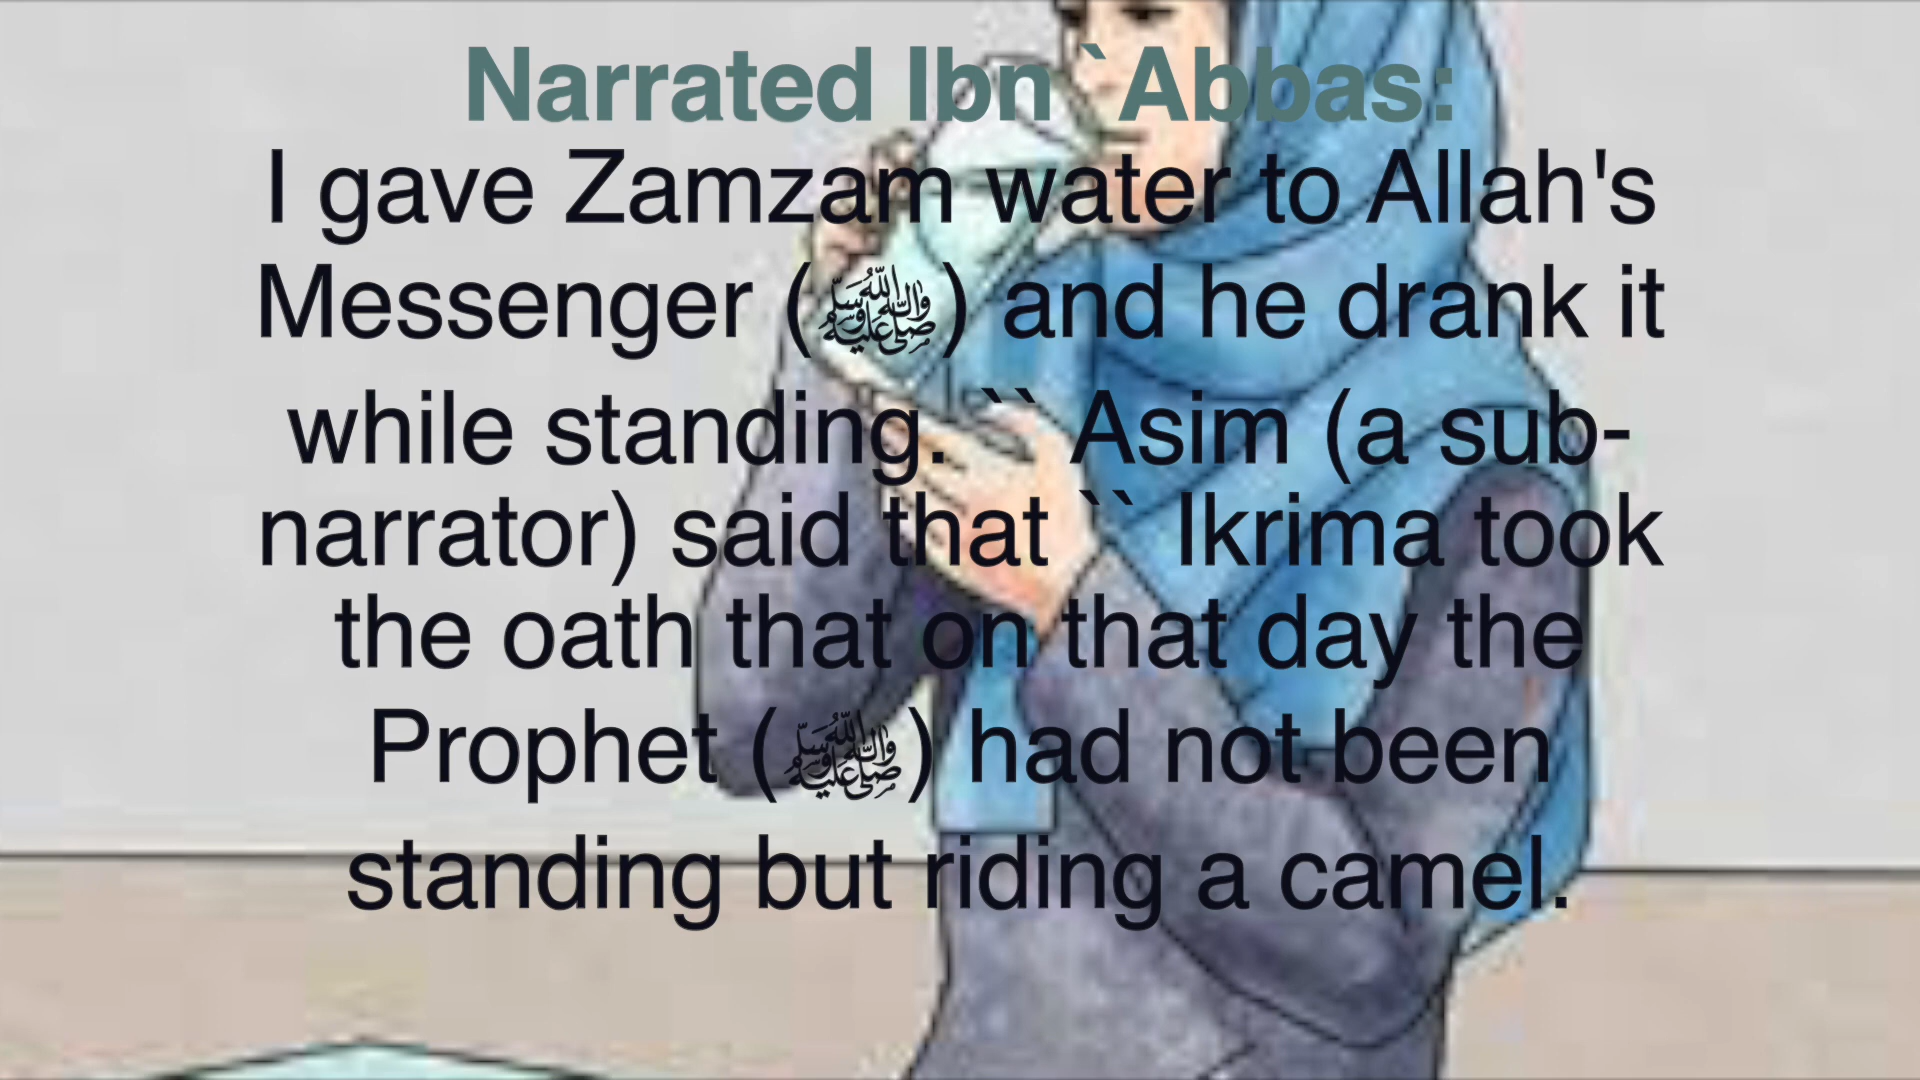 Narrated Ibn `Abbas:
I gave Zamzam water to Allah's
Messenger (ﷺ) and he drank it
while standing. `` Asim (a sub-
narrator) said that `` Ikrima took
the oath that on that day the
Prophet (ﷺ) had not been
standing but riding a camel.